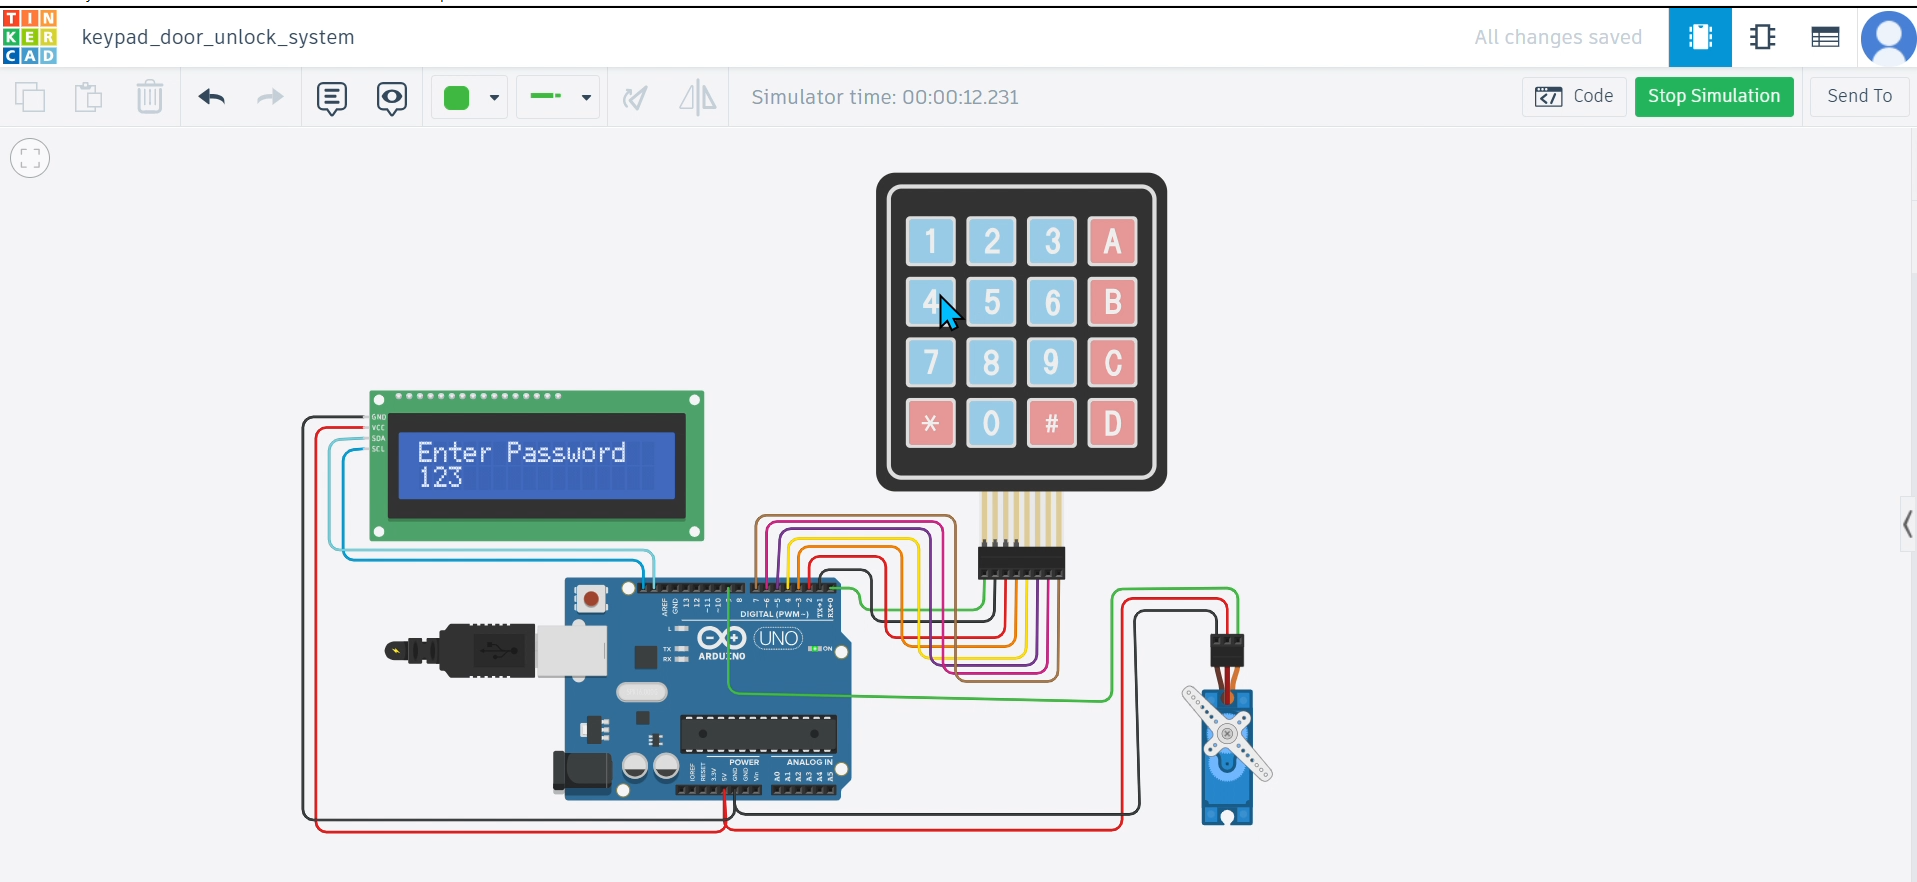 TIN
KER
CAD
keypad_door_unlock_system
All changes saved
Simulator time: 00:00:12.231
Code
Stop Simulation
Send To
1 2 3 A
4 5 6 B
7 8 9 C
* 0 # D
GND
VCC
SDA
SCL
Enter Password
123
AREF
GND
13
12
~11
~10
8
7
~6
~5
4
~3
2
TX→1
RX←0
DIGITAL (PWM~)
L
TX
RX
UNO
ON
ARDUINO
POWER
ANALOG IN
IOREF
RESET
3.3V
5V
GND
GND
Vin
A0
A1
A2
A3
A4
A5